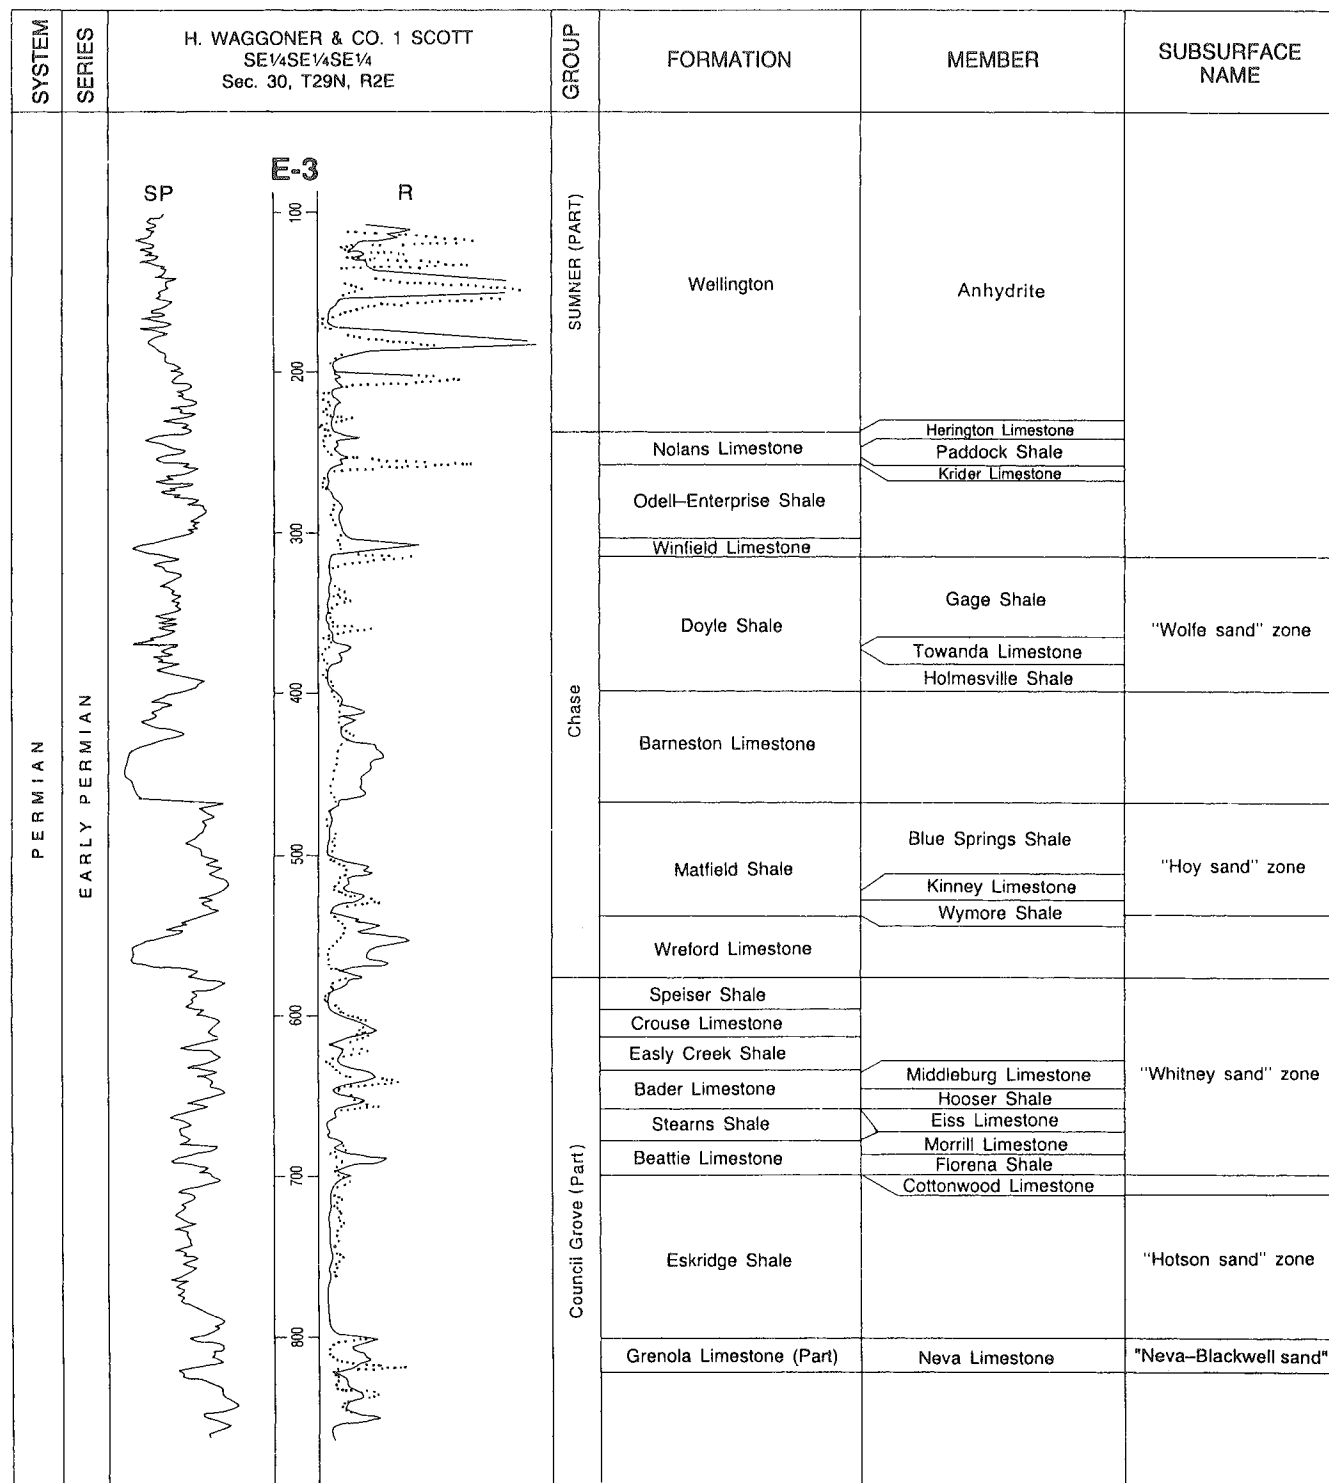 SYSTEM
SERIES
H. WAGGONER & CO. 1 SCOTT
SE¼SE¼SE¼
Sec. 30, T29N, R2E
GROUP
FORMATION
MEMBER
SUBSURFACE
NAME
PERMIAN
EARLY PERMIAN
E-3
SP
R
100
200
300
400
500
600
700
800
SUMNER (PART)
Chase
Council Grove (Part)
Wellington
Nolans Limestone
Odell–Enterprise Shale
Winfield Limestone
Doyle Shale
Barneston Limestone
Matfield Shale
Wreford Limestone
Speiser Shale
Crouse Limestone
Easly Creek Shale
Bader Limestone
Stearns Shale
Beattie Limestone
Eskridge Shale
Grenola Limestone (Part)
Anhydrite
Herington Limestone
Paddock Shale
Krider Limestone
Gage Shale
Towanda Limestone
Holmesville Shale
Blue Springs Shale
Kinney Limestone
Wymore Shale
Middleburg Limestone
Hooser Shale
Eiss Limestone
Morrill Limestone
Florena Shale
Cottonwood Limestone
Neva Limestone
"Wolfe sand" zone
"Hoy sand" zone
"Whitney sand" zone
"Hotson sand" zone
"Neva–Blackwell sand"